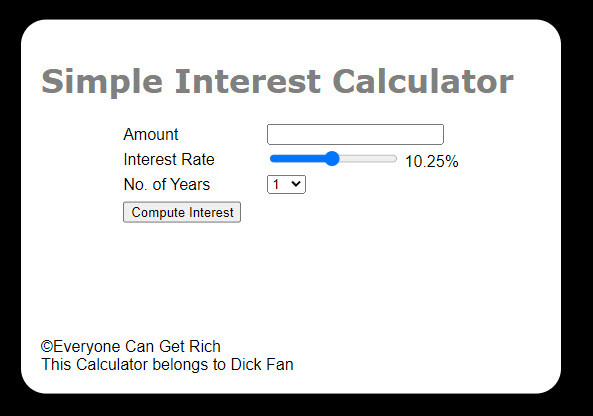 Simple Interest Calculator
Amount
Interest Rate 10.25%
No. of Years 1
Compute Interest
©Everyone Can Get Rich
This Calculator belongs to Dick Fan